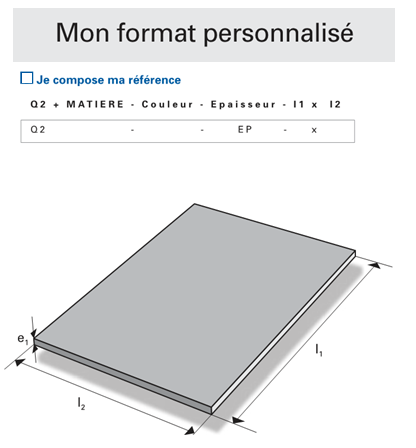 Mon format personnalisé
Je compose ma référence
Q2 + MATIERE - Couleur - Epaisseur - l1 x l2
Q2 - - EP - x
e1
l1
l2